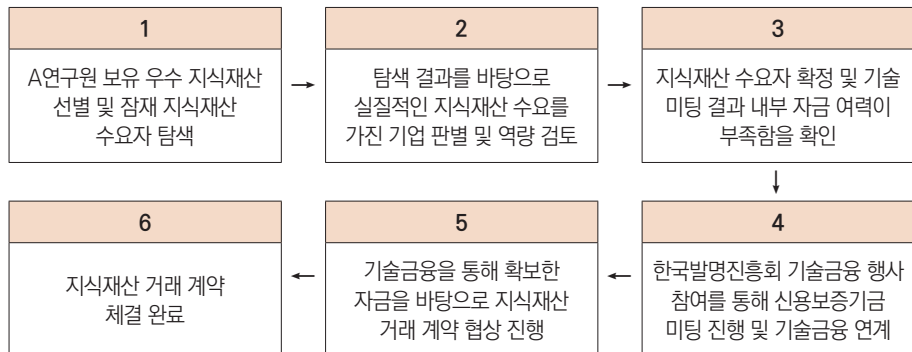 1
A연구원 보유 우수 지식재산
선별 및 잠재 지식재산
수요자 탐색
2
탐색 결과를 바탕으로
실질적인 지식재산 수요를
가진 기업 판별 및 역량 검토
3
지식재산 수요자 확정 및 기술
미팅 결과 내부 자금 여력이
부족함을 확인
4
한국발명진흥회 기술금융 행사
참여를 통해 신용보증기금
미팅 진행 및 기술금융 연계
5
기술금융을 통해 확보한
자금을 바탕으로 지식재산
거래 계약 협상 진행
6
지식재산 거래 계약
체결 완료